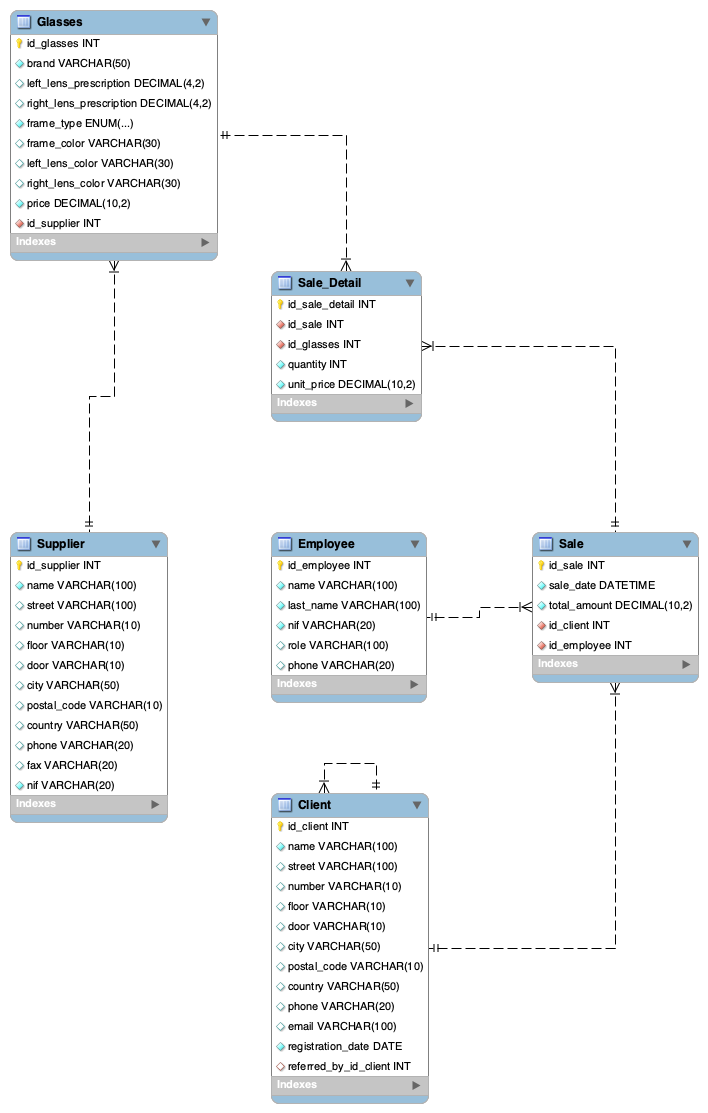 Glasses
id_glasses INT
brand VARCHAR(50)
left_lens_prescription DECIMAL(4,2)
right_lens_prescription DECIMAL(4,2)
frame_type ENUM(...)
frame_color VARCHAR(30)
left_lens_color VARCHAR(30)
right_lens_color VARCHAR(30)
price DECIMAL(10,2)
id_supplier INT
Indexes
Sale_Detail
id_sale_detail INT
id_sale INT
id_glasses INT
quantity INT
unit_price DECIMAL(10,2)
Indexes
Supplier
id_supplier INT
name VARCHAR(100)
street VARCHAR(100)
number VARCHAR(10)
floor VARCHAR(10)
door VARCHAR(10)
city VARCHAR(50)
postal_code VARCHAR(10)
country VARCHAR(50)
phone VARCHAR(20)
fax VARCHAR(20)
nif VARCHAR(20)
Indexes
Employee
id_employee INT
name VARCHAR(100)
last_name VARCHAR(100)
nif VARCHAR(20)
role VARCHAR(100)
phone VARCHAR(20)
Indexes
Sale
id_sale INT
sale_date DATETIME
total_amount DECIMAL(10,2)
id_client INT
id_employee INT
Indexes
Client
id_client INT
name VARCHAR(100)
street VARCHAR(100)
number VARCHAR(10)
floor VARCHAR(10)
door VARCHAR(10)
city VARCHAR(50)
postal_code VARCHAR(10)
country VARCHAR(50)
phone VARCHAR(20)
email VARCHAR(100)
registration_date DATE
referred_by_id_client INT
Indexes